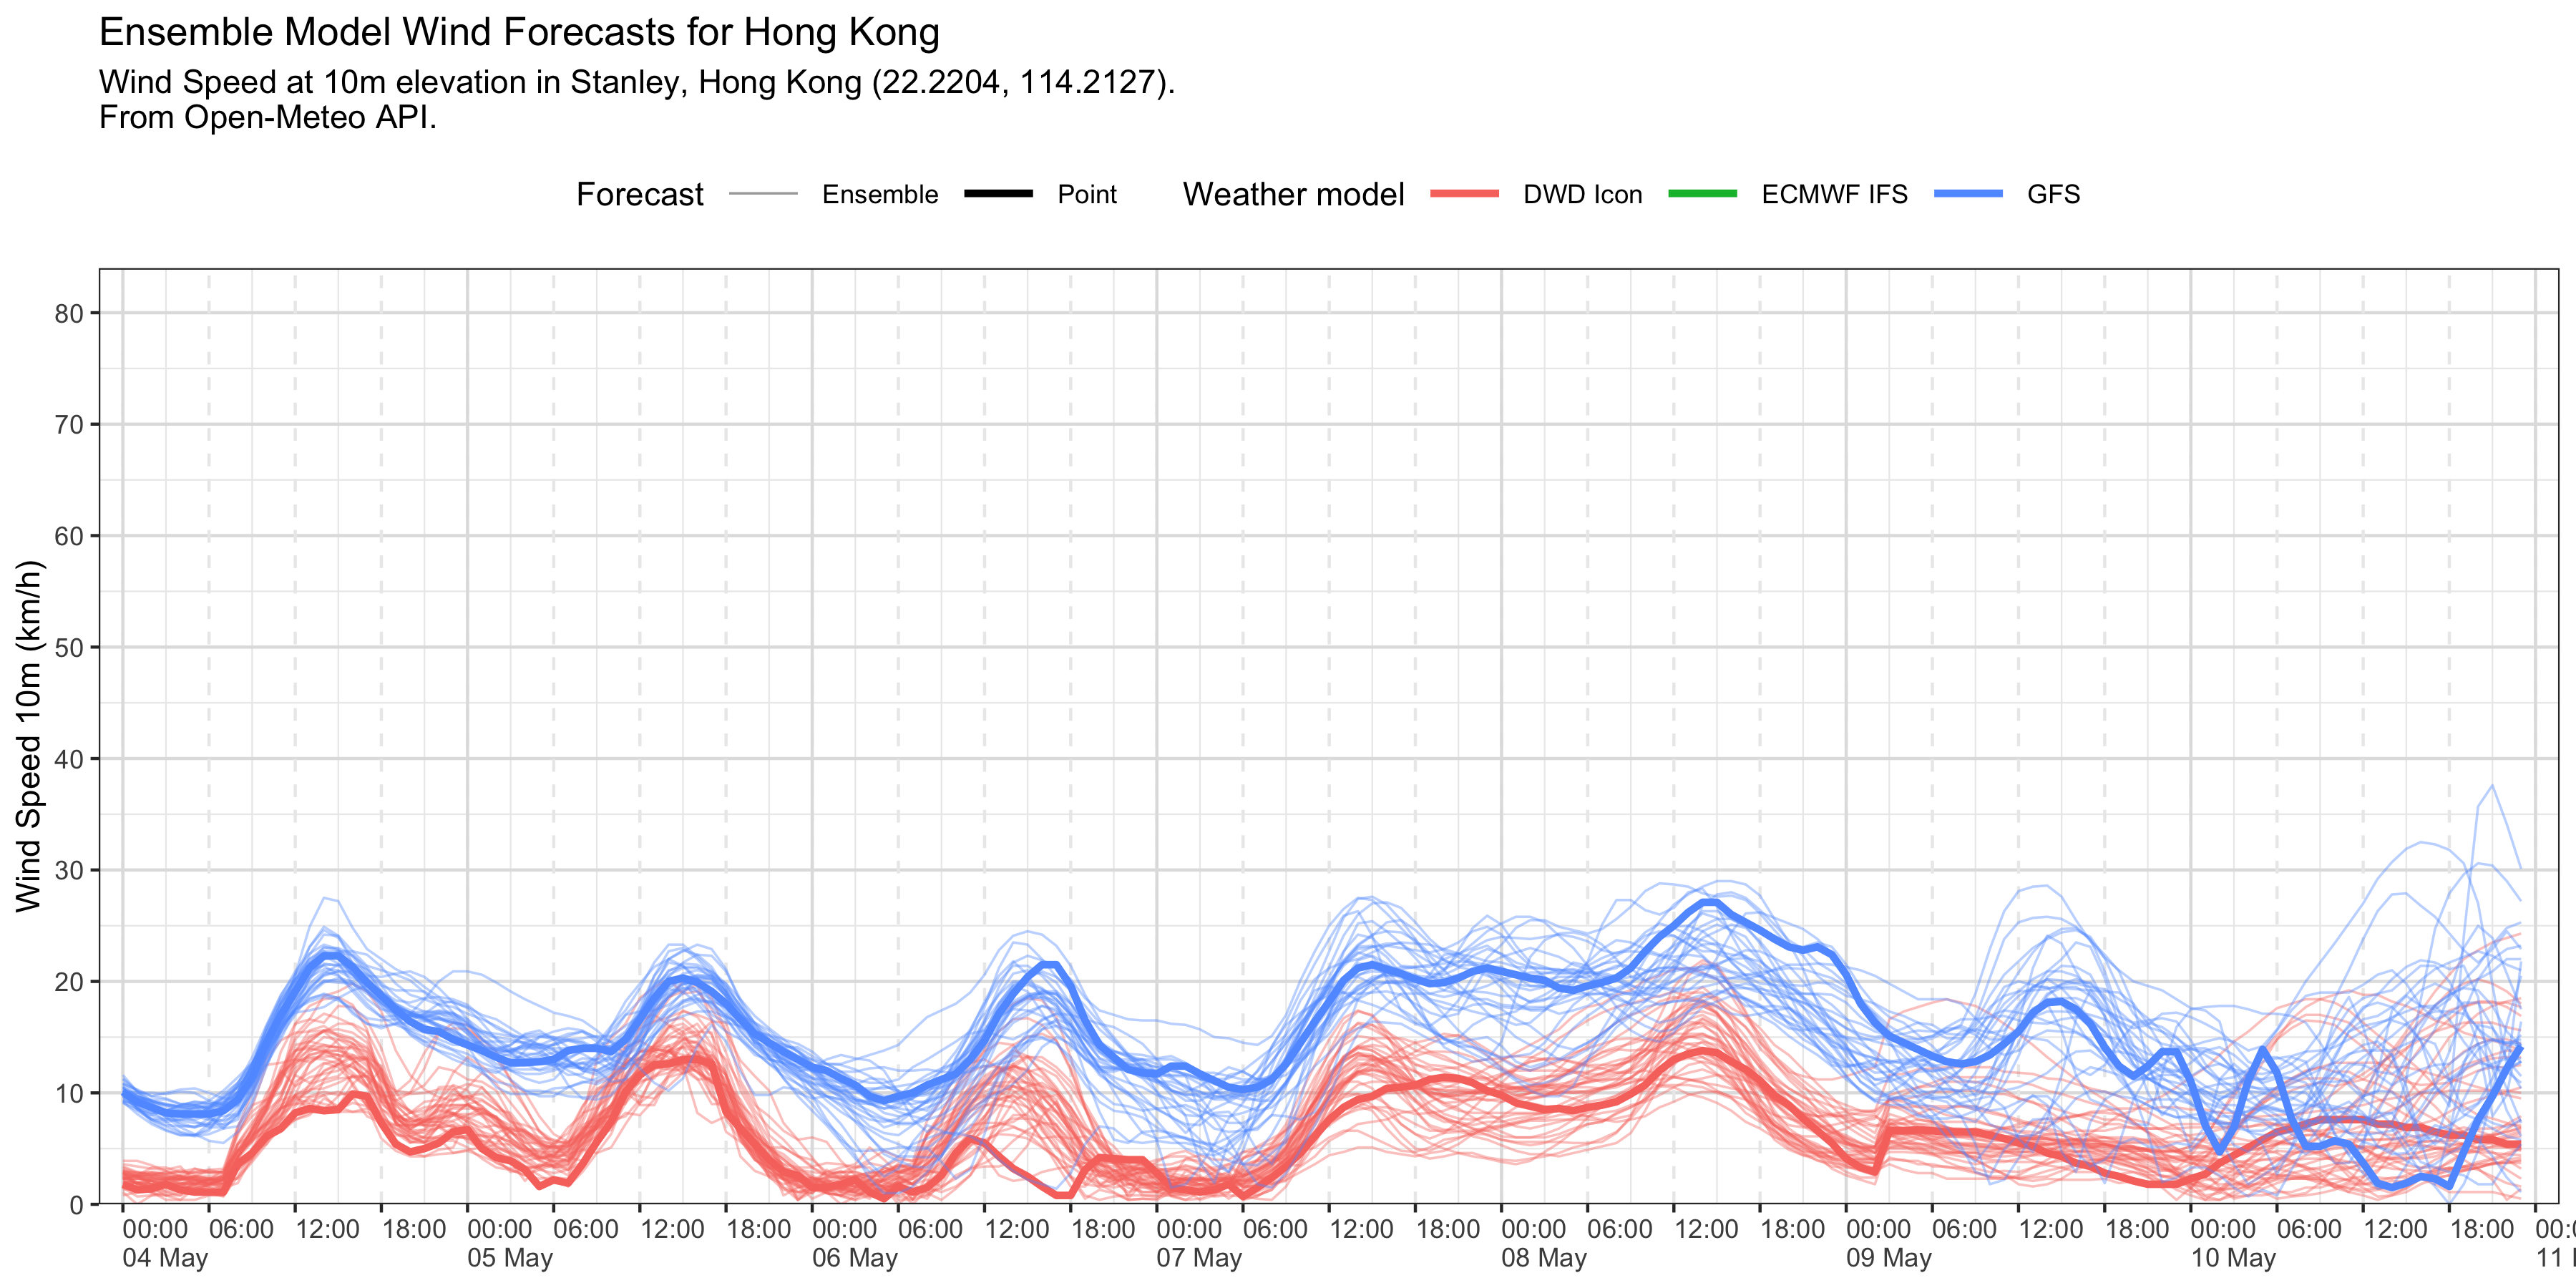 Ensemble Model Wind Forecasts for Hong Kong
Wind Speed at 10m elevation in Stanley, Hong Kong (22.2204, 114.2127).
From Open-Meteo API.
Forecast Ensemble Point Weather model DWD Icon ECMWF IFS GFS
Wind Speed 10m (km/h)
80
70
60
50
40
30
20
10
0
00:00 06:00 12:00 18:00 00:00 06:00 12:00 18:00 00:00 06:00 12:00 18:00 00:00 06:00 12:00 18:00 00:00 06:00 12:00 18:00 00:00 06:00 12:00 18:00 00:00 06:00 12:00 18:00
04 May 05 May 06 May 07 May 08 May 09 May 10 May 11